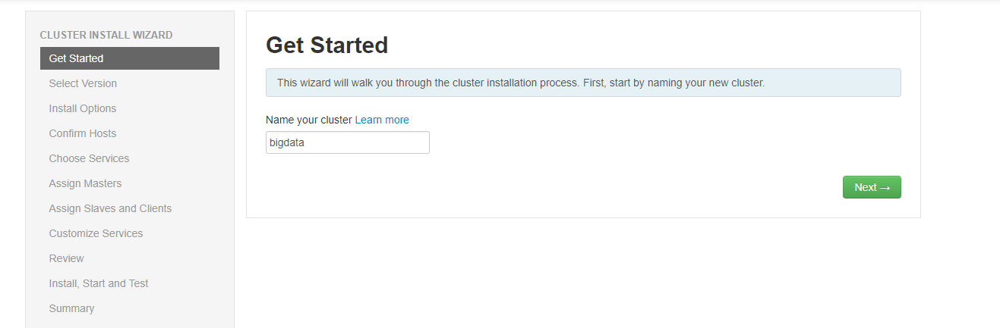 CLUSTER INSTALL WIZARD
Get Started
Select Version
Install Options
Confirm Hosts
Choose Services
Assign Masters
Assign Slaves and Clients
Customize Services
Review
Install, Start and Test
Summary
Get Started
This wizard will walk you through the cluster installation process. First, start by naming your new cluster.
Name your cluster Learn more
bigdata
Next →